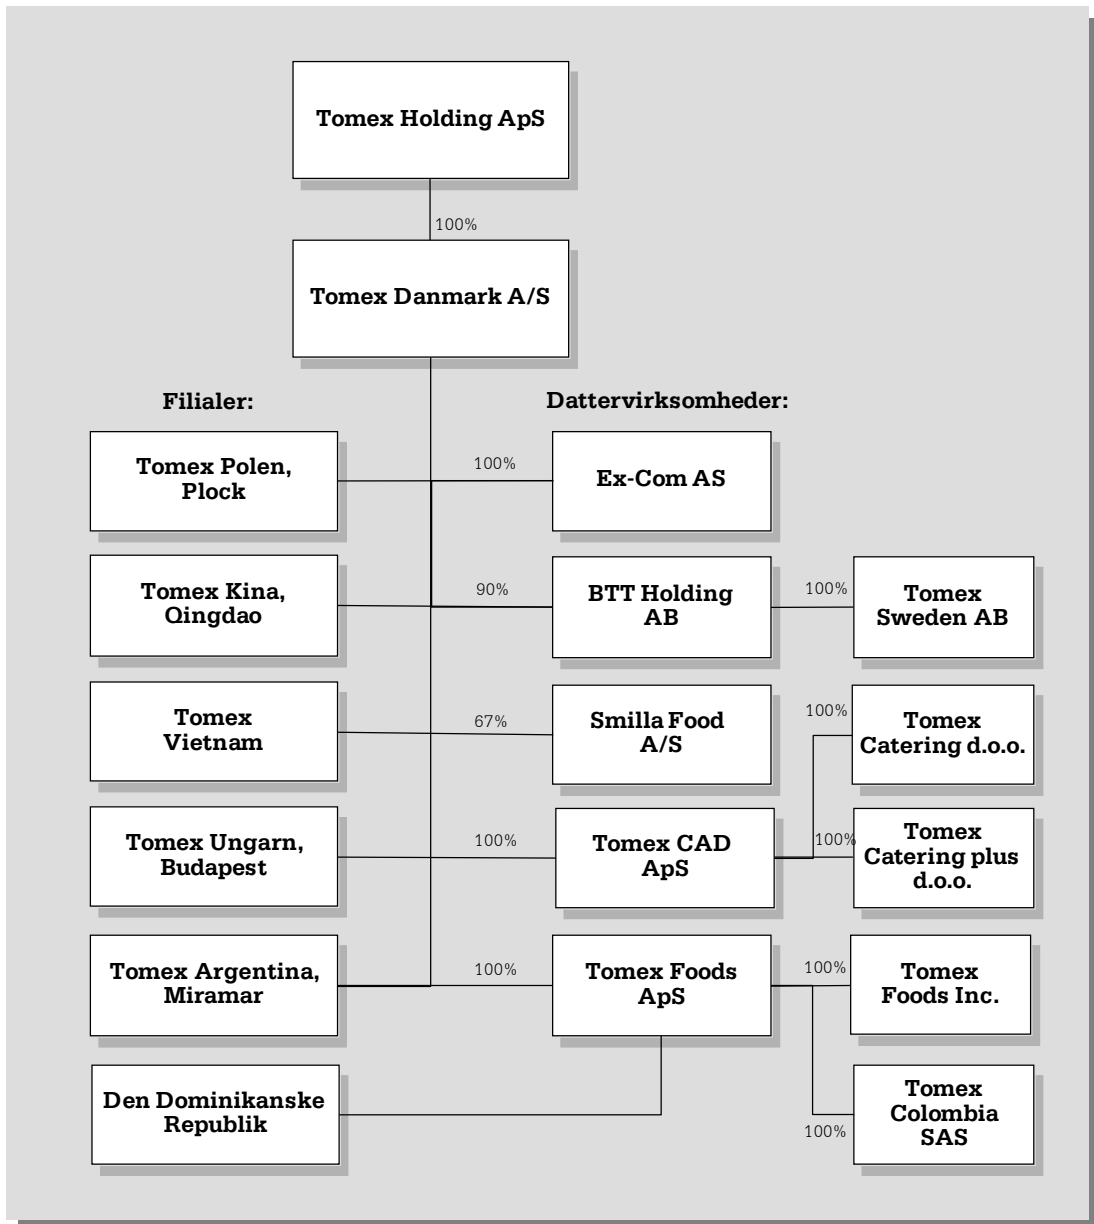 Tomex Holding ApS
100%
Tomex Danmark A/S
Filialer:
Dattervirksomheder:
Tomex Polen,
Plock
100%
Ex-Com AS
Tomex Kina,
Qingdao
90%
BTT Holding
AB
100%
Tomex
Sweden AB
Tomex
Vietnam
67%
Smilla Food
A/S
100%
Tomex
Catering d.o.o.
Tomex Ungarn,
Budapest
100%
Tomex CAD
ApS
100%
Tomex
Catering plus
d.o.o.
Tomex Argentina,
Miramar
100%
Tomex Foods
ApS
100%
Tomex
Foods Inc.
Den Dominikanske
Republik
100%
Tomex
Colombia
SAS